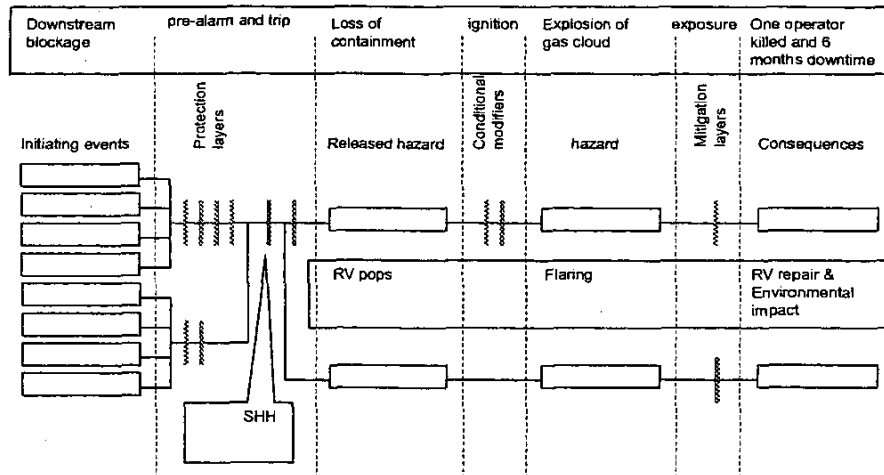 Downstream
blockage
pre-alarm and trip
Loss of
containment
ignition
Explosion of
gas cloud
exposure
One operator
killed and 6
months downtime
Initiating events
Protection
layers
Released hazard
Conditional
modifiers
hazard
Mitigation
layers
Consequences
RV pops
Flaring
RV repair &
Environmental
impact
SHH